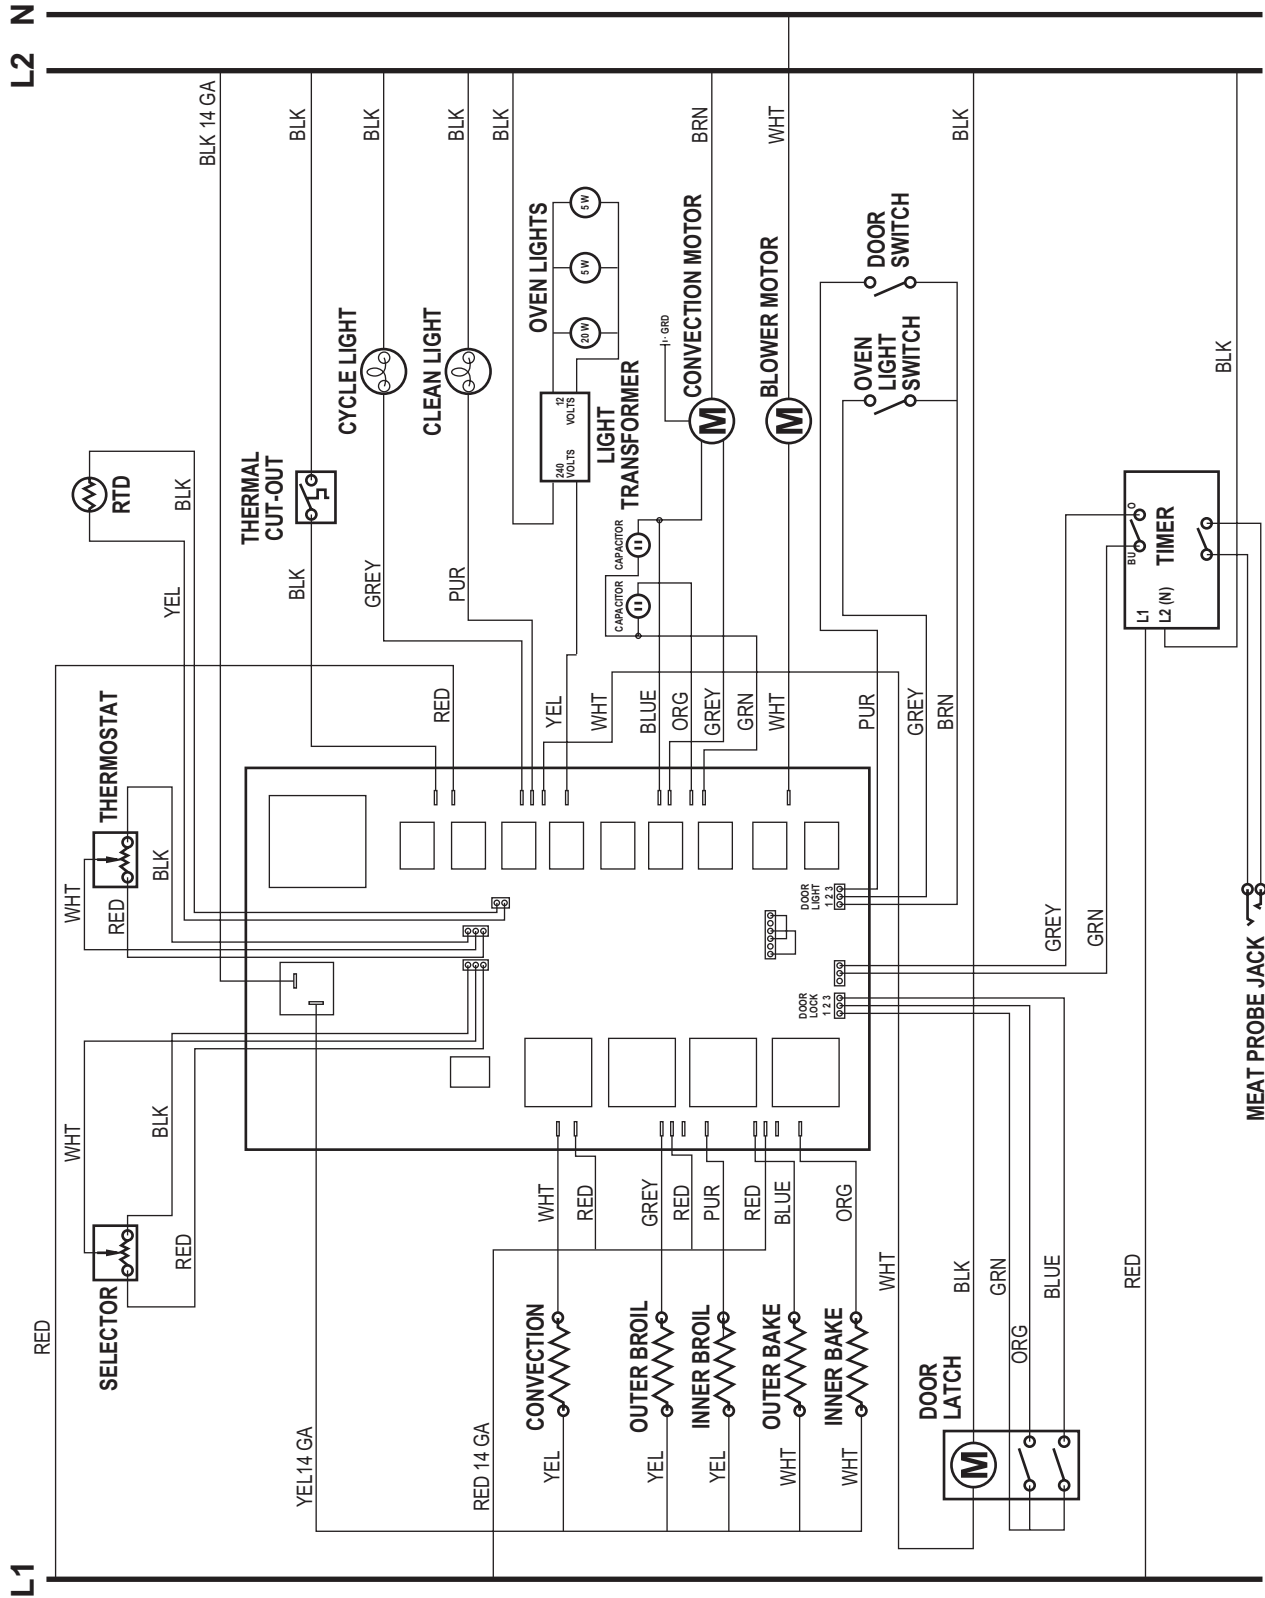 L1
L2
N
RED
SELECTOR
WHT
BLK
RED
THERMOSTAT
WHT
RED
BLK
RTD
YEL
BLK
BLK 14 GA
YEL14 GA
RED 14 GA
RED
THERMAL
CUT-OUT
BLK
BLK
CYCLE LIGHT
GREY
BLK
CLEAN LIGHT
PUR
BLK
BLK
OVEN LIGHTS
20 W
5 W
5 W
240
VOLTS
12
VOLTS
LIGHT
TRANSFORMER
YEL
WHT
CAPACITOR
CAPACITOR
GRD
CONVECTION MOTOR
M
BRN
BLUE
ORG
GREY
GRN
BLOWER MOTOR
M
WHT
WHT
OVEN
LIGHT
SWITCH
DOOR
SWITCH
PUR
GREY
BRN
DOOR
LIGHT
1 2 3
DOOR
LOCK
1 2 3
CONVECTION
YEL
WHT
RED
OUTER BROIL
YEL
GREY
RED
INNER BROIL
YEL
PUR
OUTER BAKE
WHT
RED
BLUE
INNER BAKE
WHT
ORG
DOOR
LATCH
M
WHT
BLK
BLK
GRN
ORG
BLUE
GREY
GRN
RED
TIMER
BU
O
L1
L2 (N)
BLK
MEAT PROBE JACK